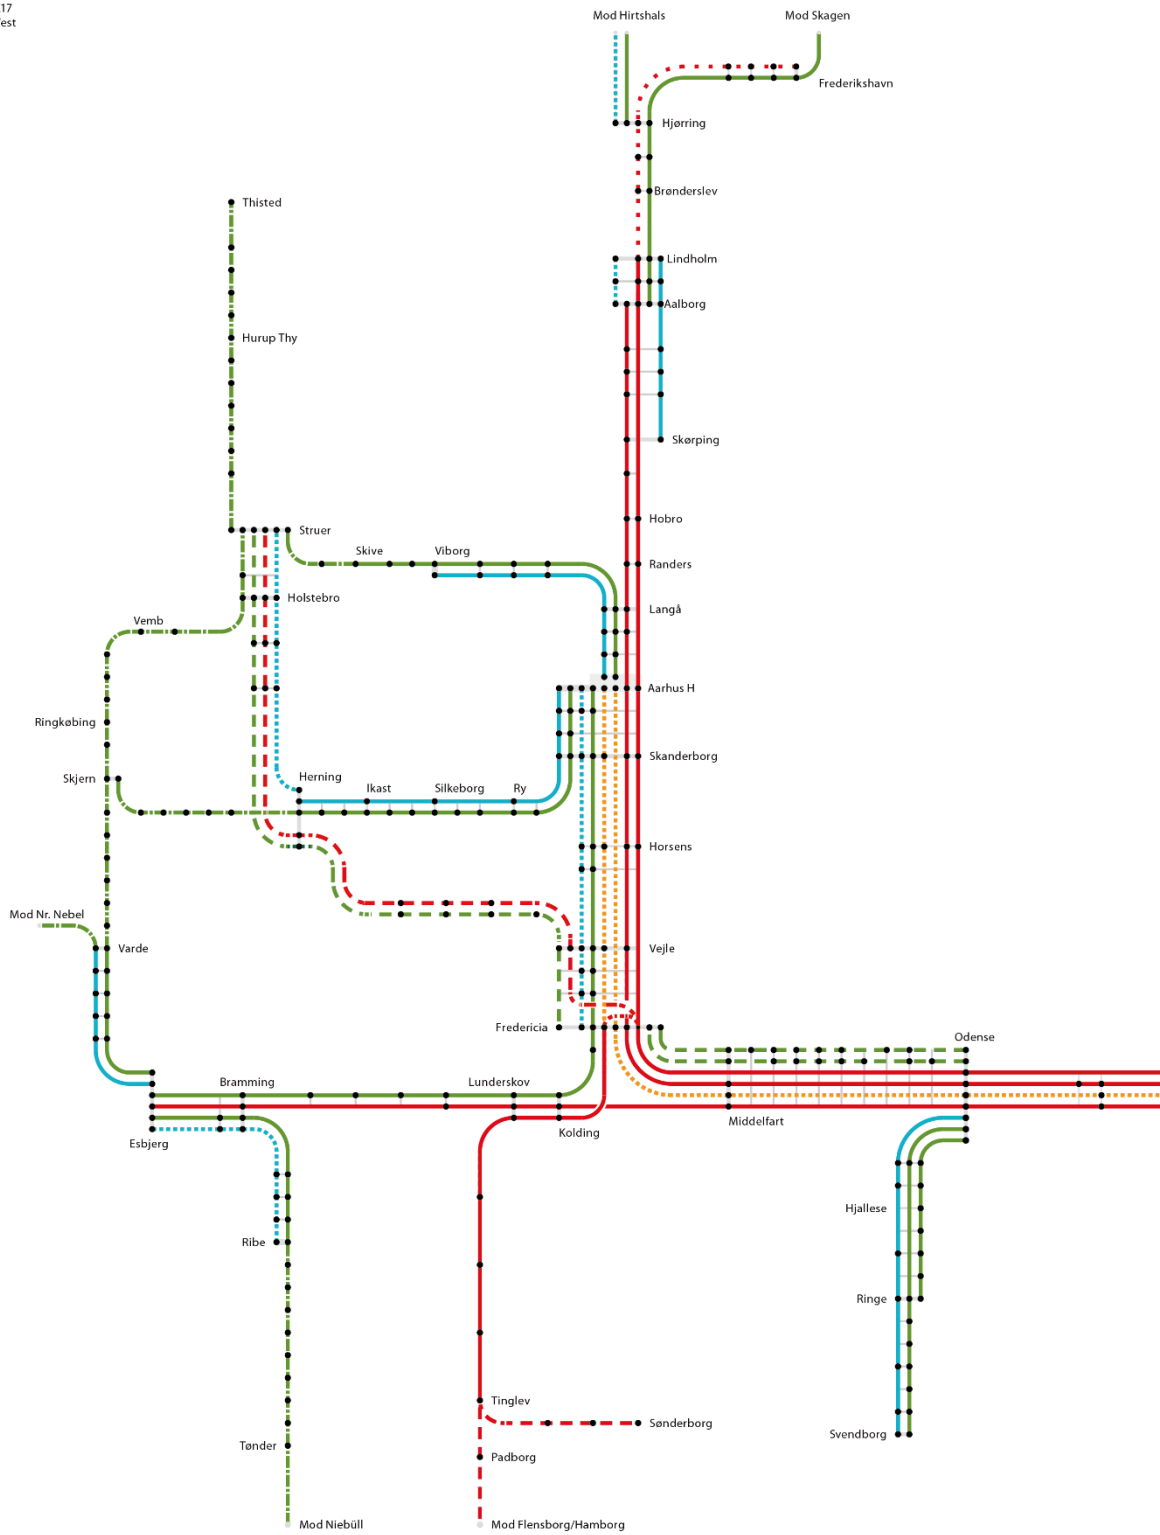 17
Mod Hirtshals
Mod Skagen
Frederikshavn
Hjørring
Brønderslev
Thisted
Lindholm
Aalborg
Hurup Thy
Skørping
Hobro
Struer
Skive
Viborg
Randers
Holstebro
Langå
Vemb
Aarhus H
Ringkøbing
Skanderborg
Skjern
Herning
Ikast
Silkeborg
Ry
Horsens
Mod Nr. Nebel
Varde
Vejle
Fredericia
Odense
Bramming
Lunderskov
Middelfart
Kolding
Esbjerg
Hjallese
Ribe
Ringe
Tinglev
Sønderborg
Svendborg
Tønder
Padborg
Mod Niebüll
Mod Flensborg/Hamborg